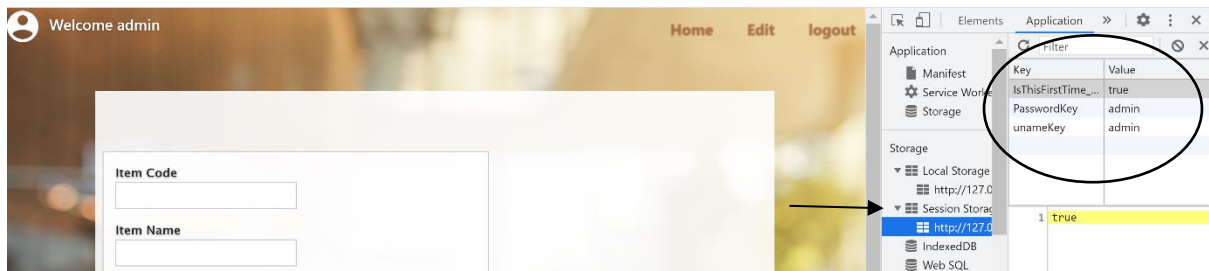 Welcome admin
Home Edit logout
Item Code
Item Name
Elements Application »
Application
Manifest
Service Worke
Storage
Storage
Local Storage
http://127.0
Session Storag
http://127.0
IndexedDB
Web SQL
Filter
Key Value
IsThisFirstTime_... true
PasswordKey admin
unameKey admin
1 true